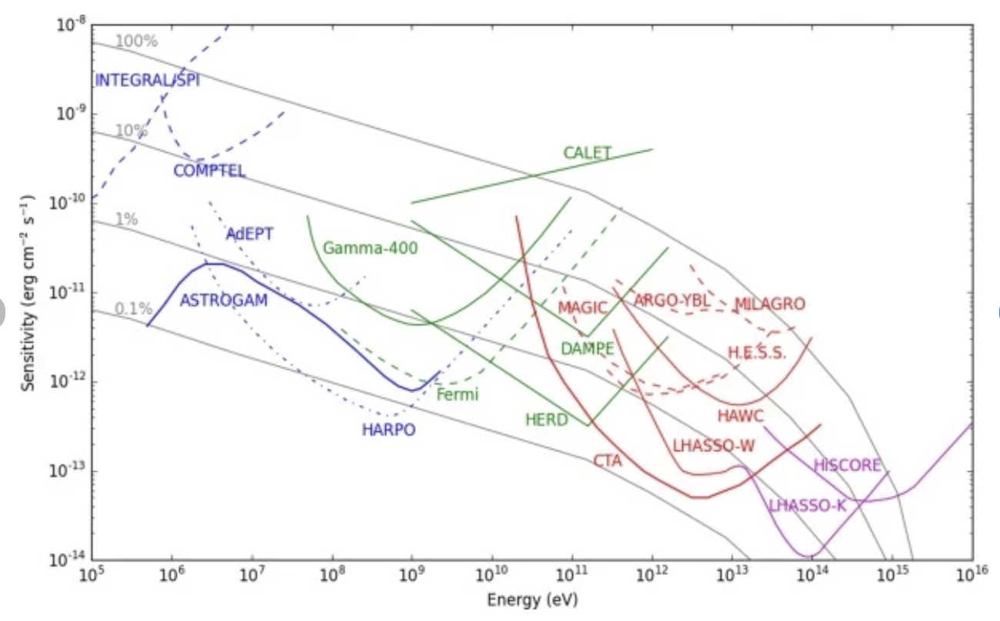 10⁻⁸
100%
INTEGRAL/SPI
10⁻⁹
10%
CALET
COMPTEL
10⁻¹⁰
1%
AdEPT
Gamma-400
10⁻¹¹
ASTROGAM
MAGIC
ARGO-YBL
MILAGRO
0.1%
DAMPE
H.E.S.S.
10⁻¹²
Fermi
HERD
HAWC
HARPO
LHASSO-W
CTA
HiSCORE
10⁻¹³
LHASSO-K
10⁻¹⁴
Sensitivity (erg cm⁻² s⁻¹)
10⁵ 10⁶ 10⁷ 10⁸ 10⁹ 10¹⁰ 10¹¹ 10¹² 10¹³ 10¹⁴ 10¹⁵ 10¹⁶
Energy (eV)